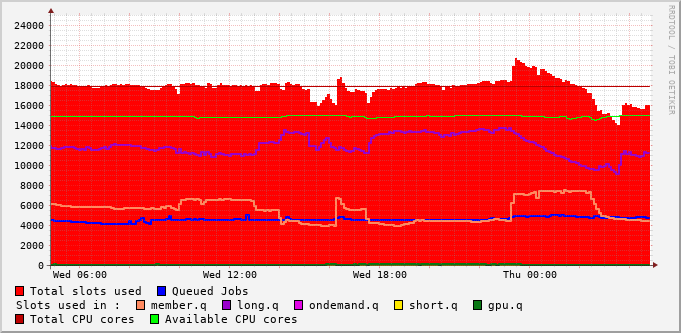 24000
22000
20000
18000
16000
14000
12000
10000
8000
6000
4000
2000
0
Wed 06:00 Wed 12:00 Wed 18:00 Thu 00:00
Total slots used Queued Jobs
Slots used in : member.q long.q ondemand.q short.q gpu.q
Total CPU cores Available CPU cores
RRDTOOL / TOBI OETIKER